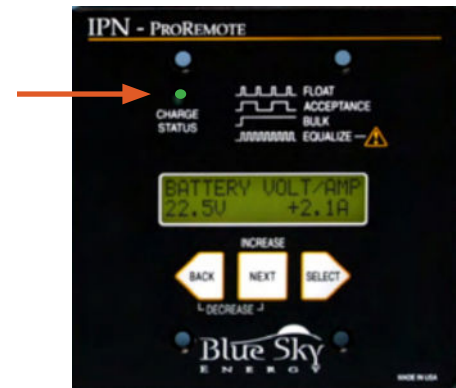 IPN - PROREMOTE
CHARGE
STATUS
FLOAT
ACCEPTANCE
BULK
EQUALIZE
BATTERY VOLT/AMP
22.5V +2.1A
INCREASE
BACK
NEXT
SELECT
DECREASE
Blue Sky
ENERGY
MADE IN USA